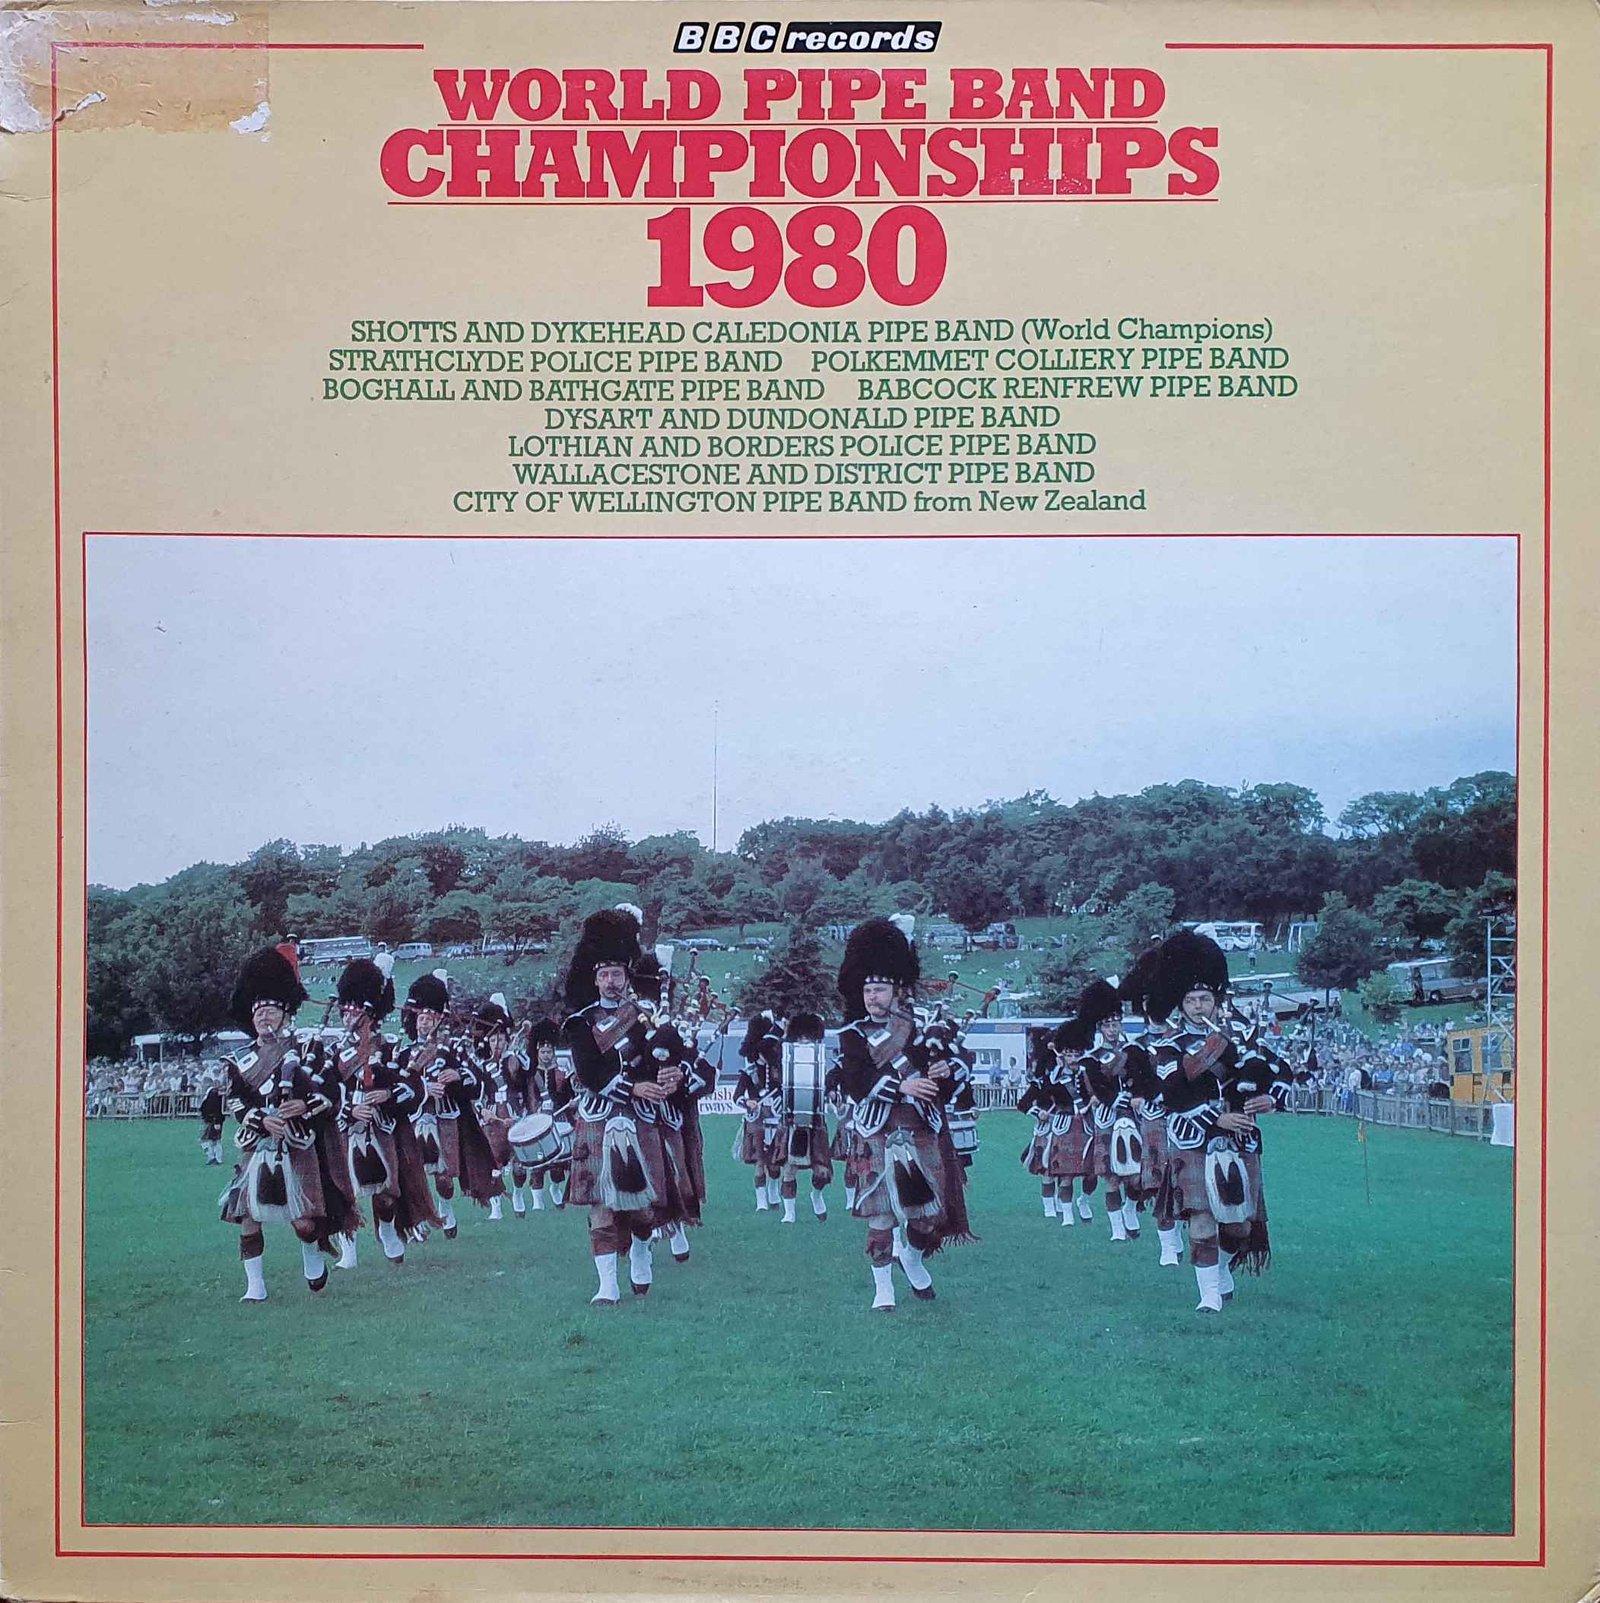 BBC records
WORLD PIPE BAND
CHAMPIONSHIPS
1980
SHOTTS AND DYKEHEAD CALEDONIA PIPE BAND (World Champions)
STRATHCLYDE POLICE PIPE BAND POLKEMMET COLLIERY PIPE BAND
BOGHALL AND BATHGATE PIPE BAND BABCOCK RENFREW PIPE BAND
DYSART AND DUNDONALD PIPE BAND
LOTHIAN AND BORDERS POLICE PIPE BAND
WALLACESTONE AND DISTRICT PIPE BAND
CITY OF WELLINGTON PIPE BAND from New Zealand